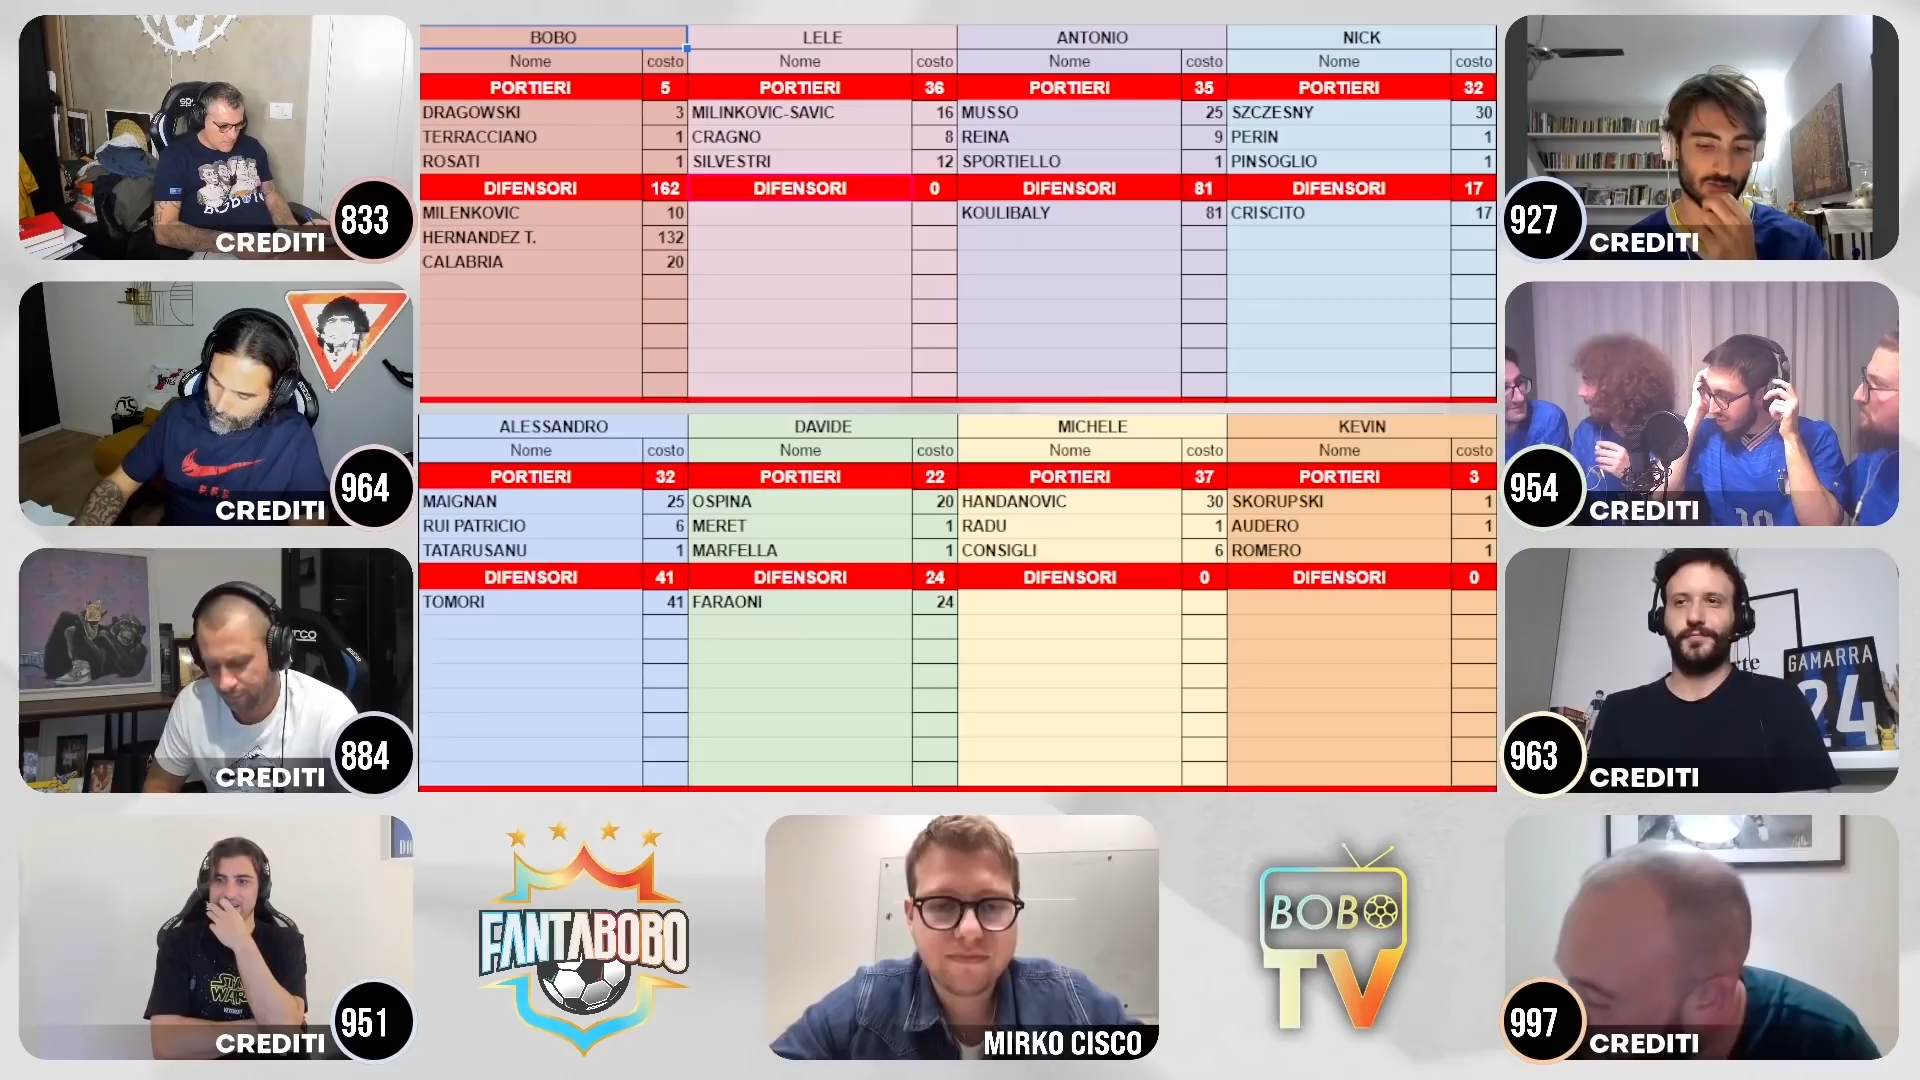 BOBO LELE ANTONIO NICK
Nome costo Nome costo Nome costo Nome costo
PORTIERI 5 PORTIERI 36 PORTIERI 35 PORTIERI 32
DRAGOWSKI 3 MILINKOVIC-SAVIC 16 MUSSO 25 SZCZESNY 30
TERRACCIANO 1 CRAGNO 8 REINA 9 PERIN 1
ROSATI 1 SILVESTRI 12 SPORTIELLO 1 PINSOGLIO 1
DIFENSORI 162 DIFENSORI 0 DIFENSORI 81 DIFENSORI 17
MILENKOVIC 10 KOULIBALY 81 CRISCITO 17
HERNANDEZ T. 132
CALABRIA 20
ALESSANDRO DAVIDE MICHELE KEVIN
Nome costo Nome costo Nome costo Nome costo
PORTIERI 32 PORTIERI 22 PORTIERI 37 PORTIERI 3
MAIGNAN 25 OSPINA 20 HANDANOVIC 30 SKORUPSKI 1
RUI PATRICIO 6 MERET 1 RADU 1 AUDERO 1
TATARUSANU 1 MARFELLA 1 CONSIGLI 6 ROMERO 1
DIFENSORI 41 DIFENSORI 24 DIFENSORI 0 DIFENSORI 0
TOMORI 41 FARAONI 24
CREDITI 833
CREDITI 964
CREDITI 884
CREDITI 951
927 CREDITI
954 CREDITI
963 CREDITI
997 CREDITI
GAMARRA
24
STAR
WARS
FANTABOBO
MIRKO CISCO
BOBO
TV